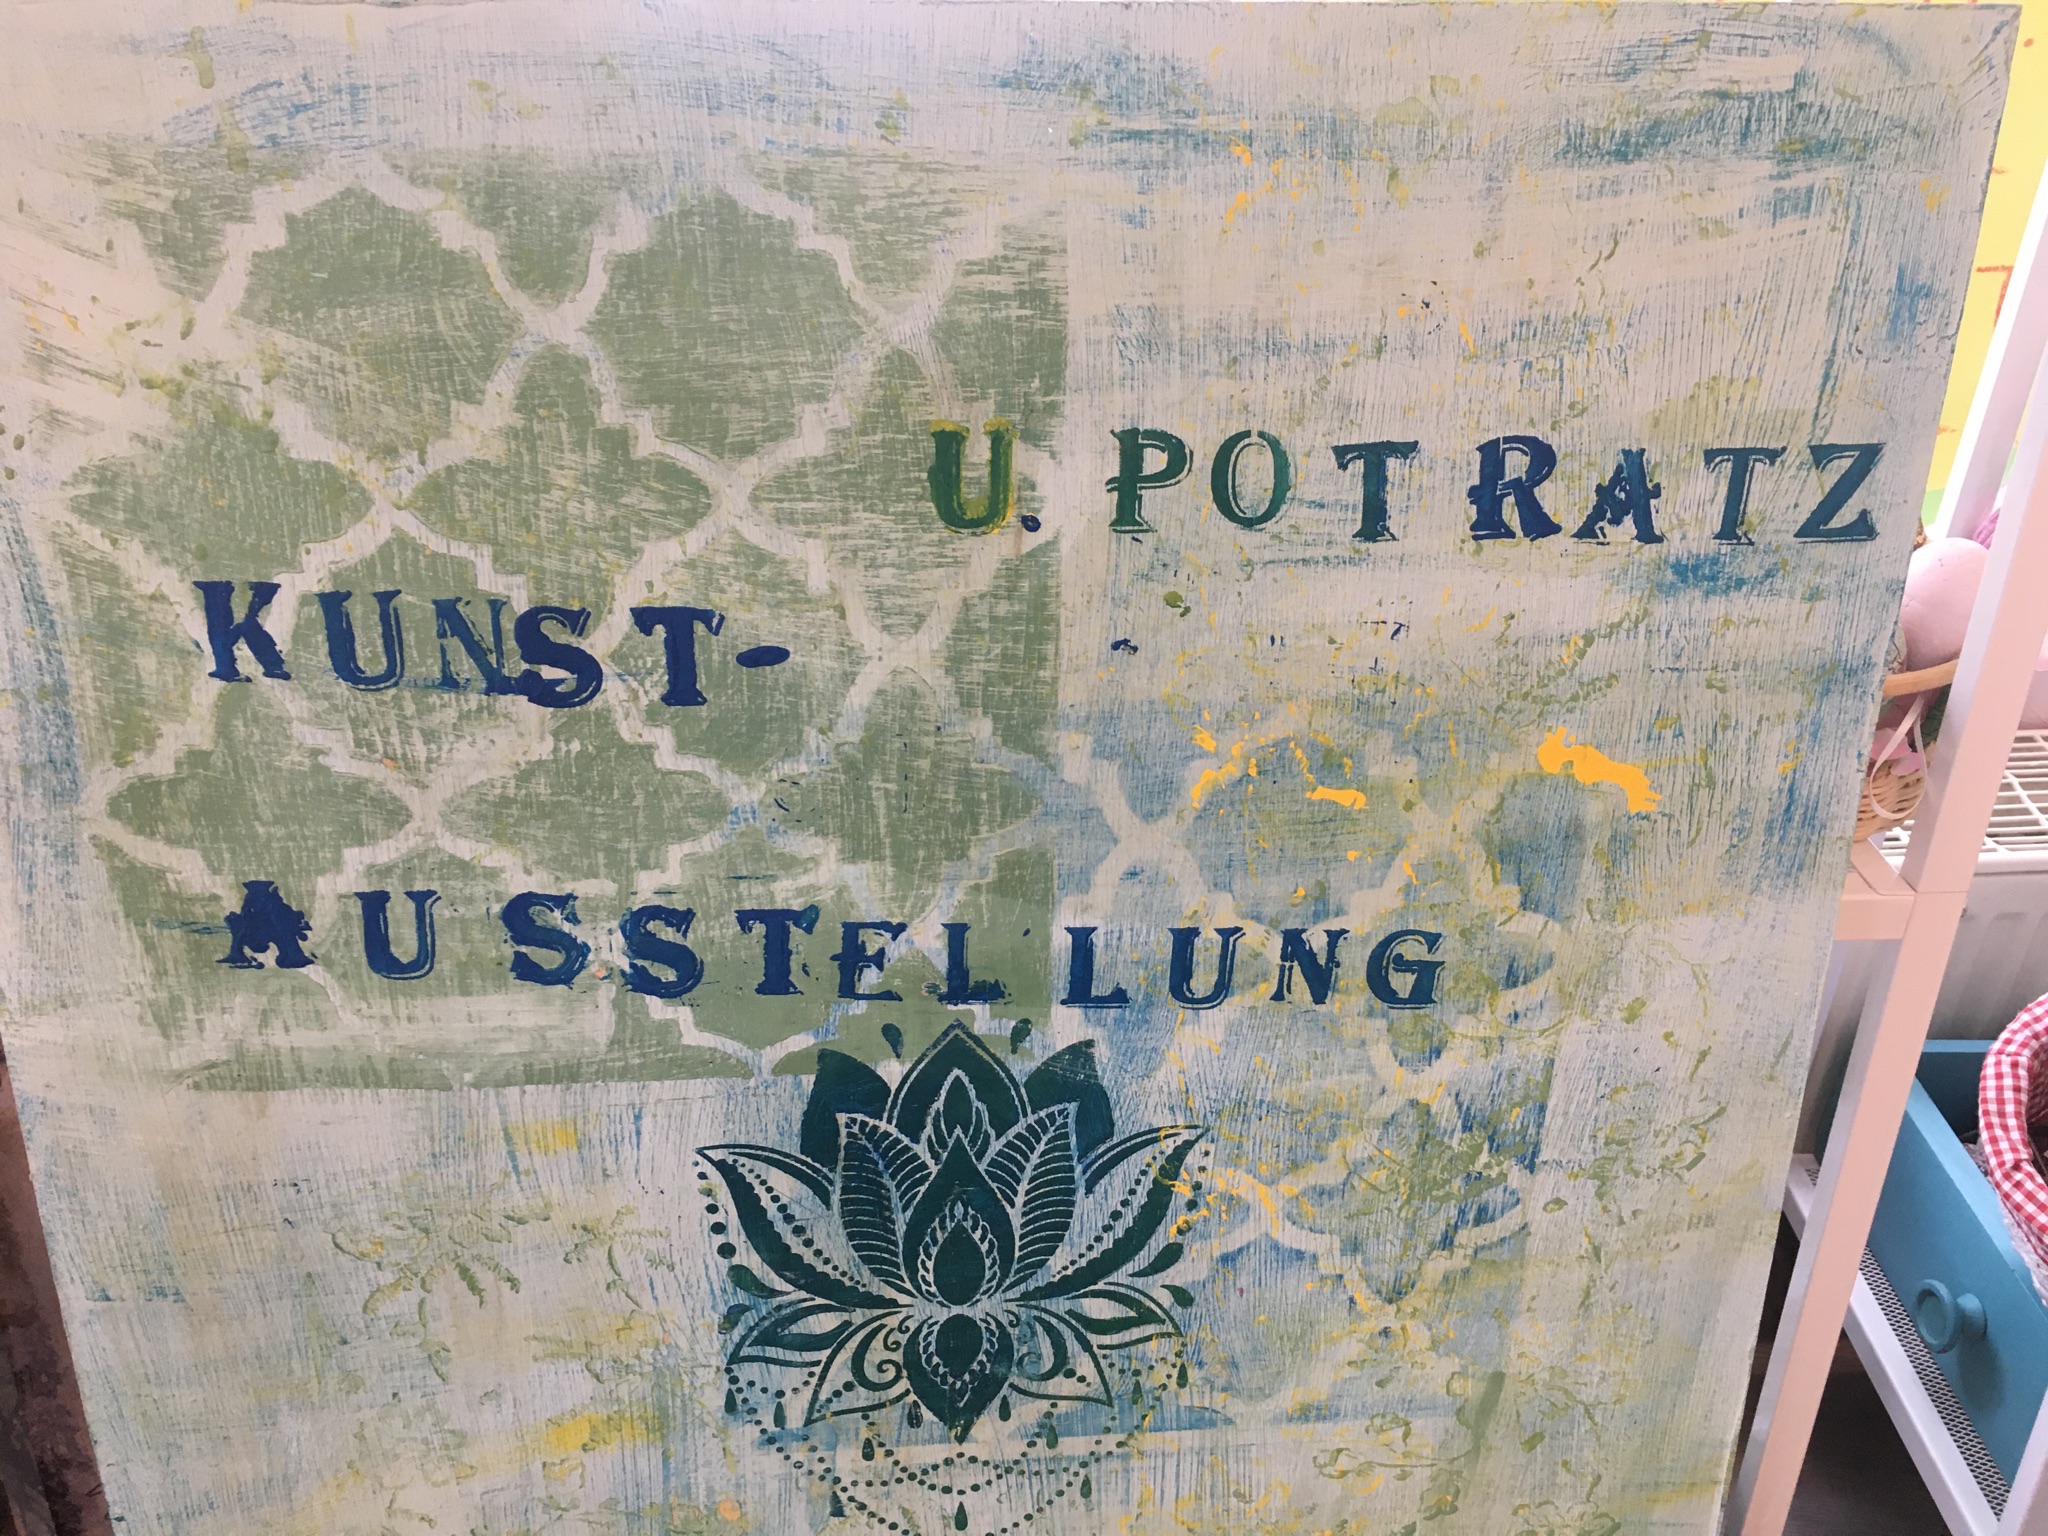 U. POTRATZ
KUNST-
AUSSTELLUNG